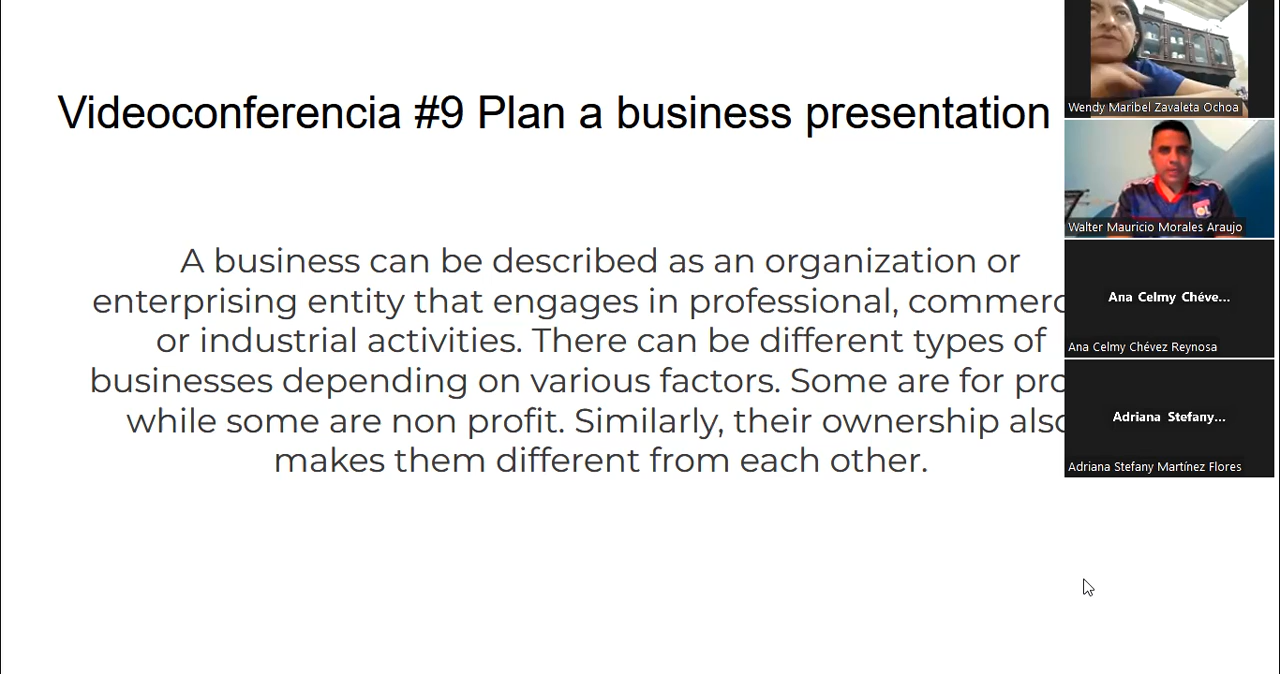 Videoconferencia #9 Plan a business presentation
A business can be described as an organization or
enterprising entity that engages in professional,
or industrial activities. There can be different types of
businesses depending on various factors. Some are for
while some are non profit. Similarly, their ownership also
makes them different from each other.
Wendy Maribel Zavaleta Ochoa
Walter Mauricio Morales Araujo
Ana Celmy Chéve...
Ana Celmy Chévez Reynosa
Adriana Stefany...
Adriana Stefany Martínez Flores